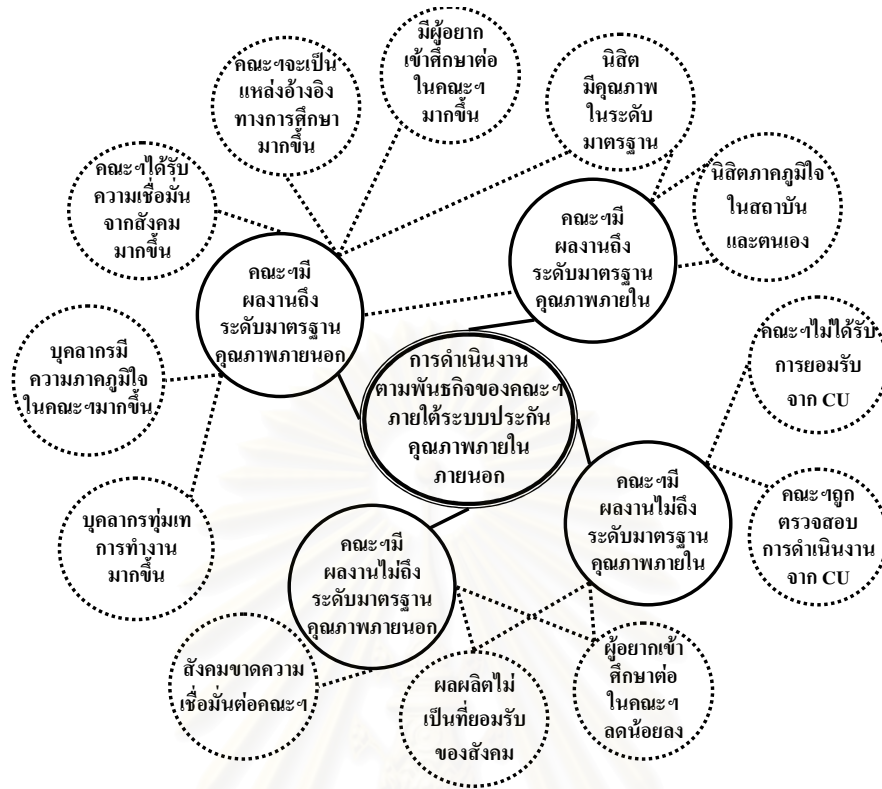 มีผู้อยาก
เข้าศึกษาต่อ
ในคณะฯ
มากขึ้น
คณะฯจะเป็น
แหล่งอ้างอิง
ทางการศึกษา
มากขึ้น
นิสิต
มีคุณภาพ
ในระดับ
มาตรฐาน
คณะฯได้รับ
ความเชื่อมั่น
จากสังคม
มากขึ้น
นิสิตภาคภูมิใจ
ในสถาบัน
และตนเอง
คณะฯมี
ผลงานถึง
ระดับมาตรฐาน
คุณภาพภายนอก
คณะฯมี
ผลงานถึง
ระดับมาตรฐาน
คุณภาพภายใน
บุคลากรมี
ความภาคภูมิใจ
ในคณะฯมากขึ้น
การดำเนินงาน
ตามพันธกิจของคณะฯ
ภายใต้ระบบประกัน
คุณภาพภายใน
ภายนอก
คณะฯไม่ได้รับ
การยอมรับ
จาก CU
บุคลากรทุ่มเท
การทำงาน
มากขึ้น
คณะฯมี
ผลงานไม่ถึง
ระดับมาตรฐาน
คุณภาพภายนอก
คณะฯมี
ผลงานไม่ถึง
ระดับมาตรฐาน
คุณภาพภายใน
คณะฯถูก
ตรวจสอบ
การดำเนินงาน
จาก CU
สังคมขาดความ
เชื่อมั่นต่อคณะฯ
ผลผลิตไม่
เป็นที่ยอมรับ
ของสังคม
ผู้อยากเข้า
ศึกษาต่อ
ในคณะฯ
ลดน้อยลง